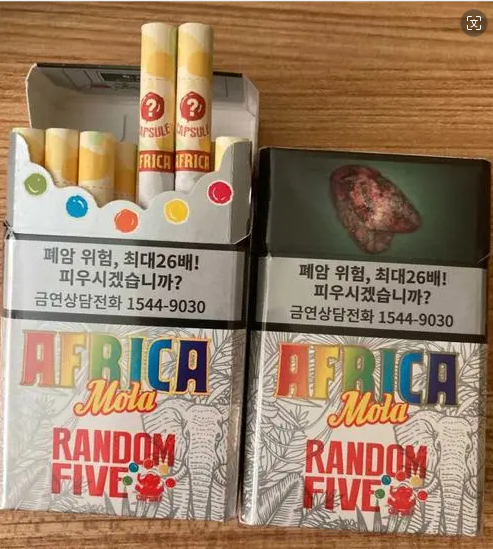 ?
?
CAPSULE
CAPSULE
AFRICA
AFRICA
폐암 위험, 최대26배!
피우시겠습니까?
금연상담전화 1544-9030
AFRICA
Mola
RANDOM
FIVE
폐암 위험, 최대26배!
피우시겠습니까?
금연상담전화 1544-9030
AFRICA
Mola
RANDOM
FIVE